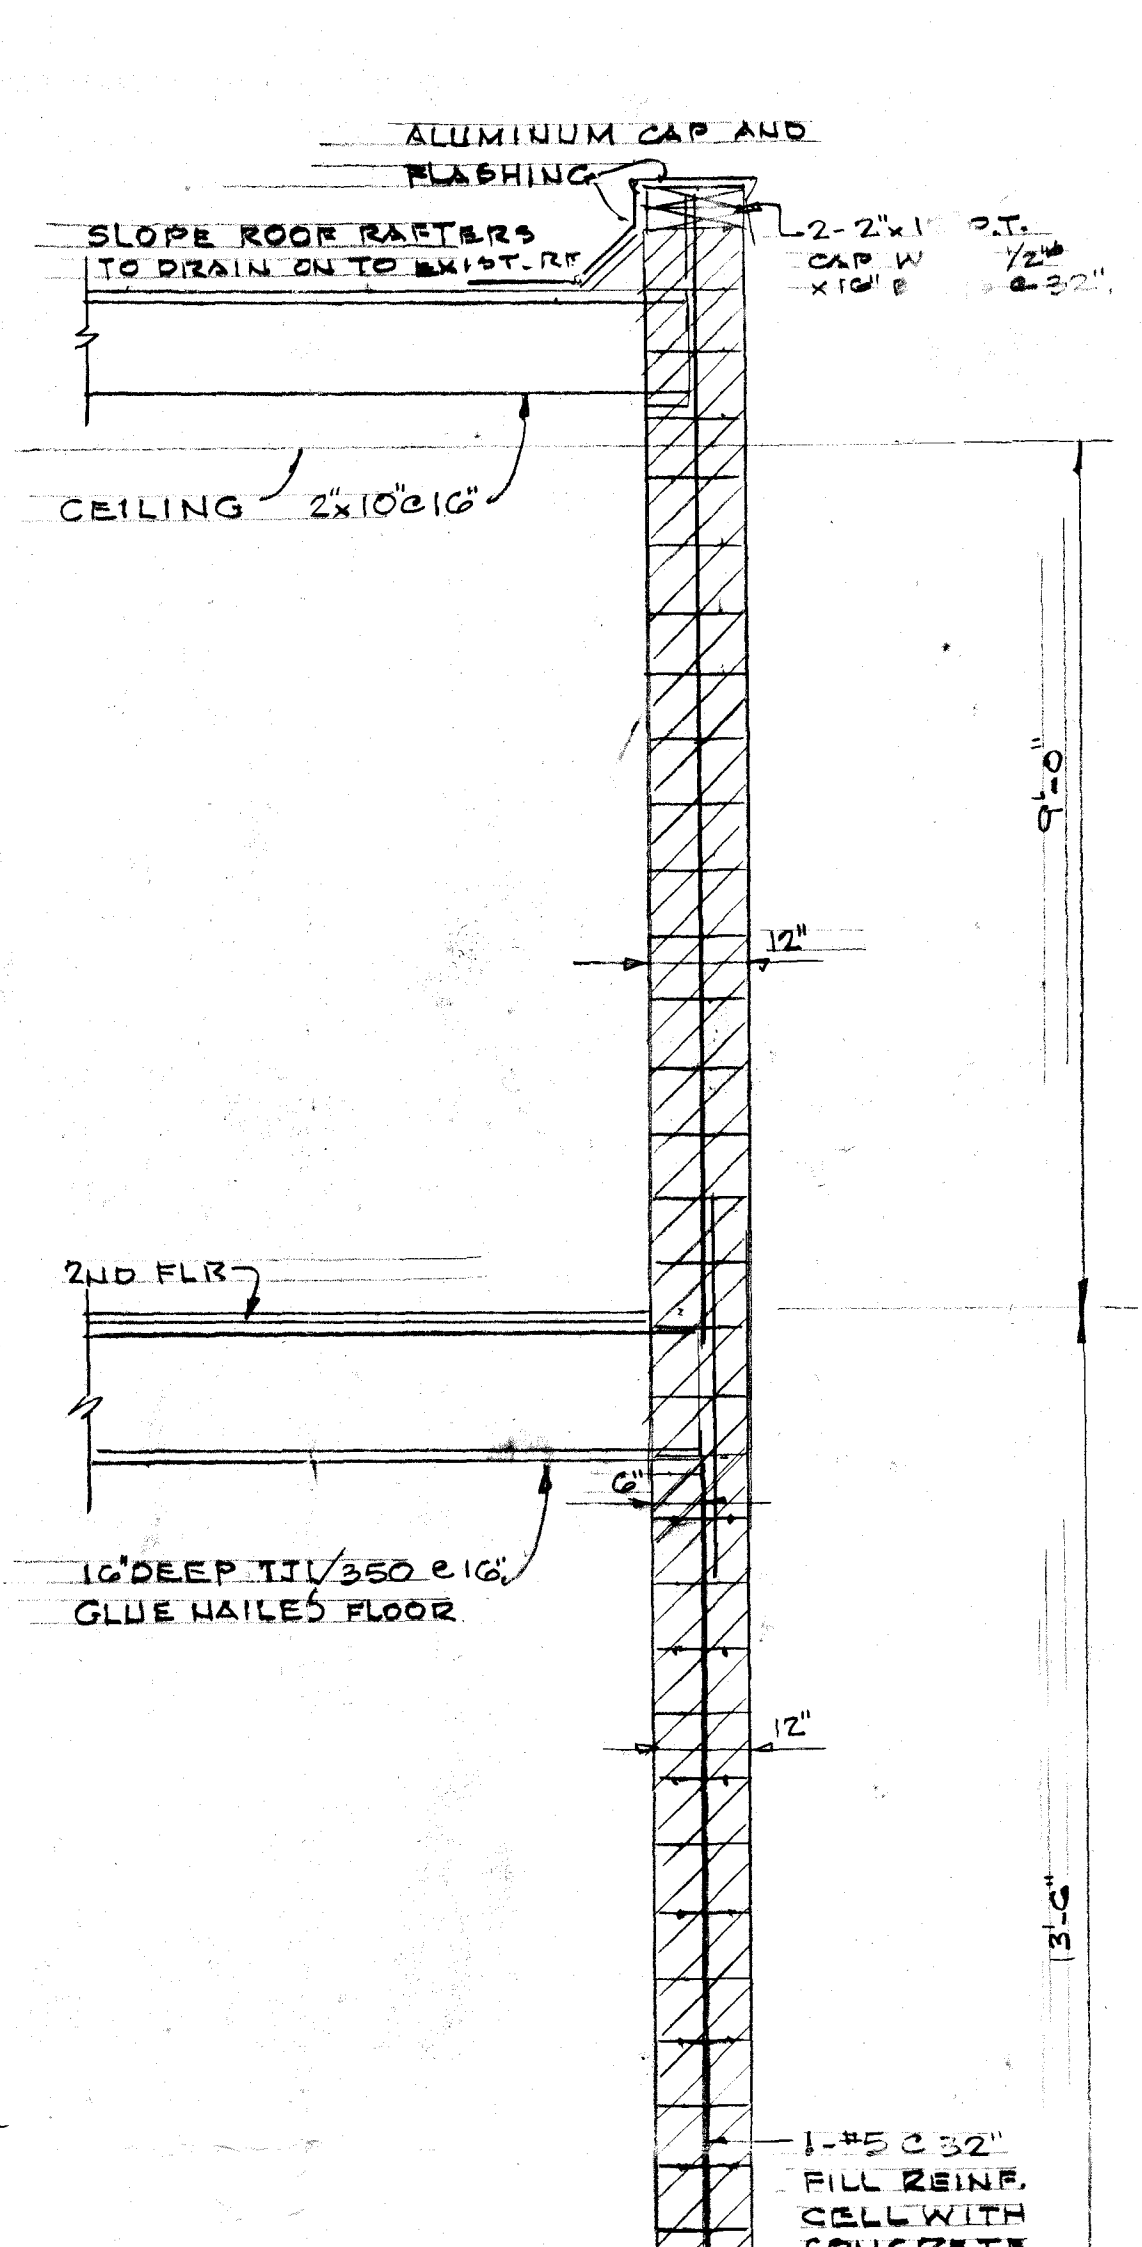 ALUMINUM CAP AND
FLASHING
SLOPE ROOF RAFTERS
TO DRAIN ON TO EXIST. RF
2-2"x1 P.T.
CAP W 1/2"ø
x16" @ 32"
CEILING 2"x10"@16"
9'-0"
12"
2ND FLR
6"
16" DEEP TJI/350 @ 16"
GLUE NAILED FLOOR
12"
1-#5 @ 32"
FILL REINF.
CELL WITH
CONCRETE